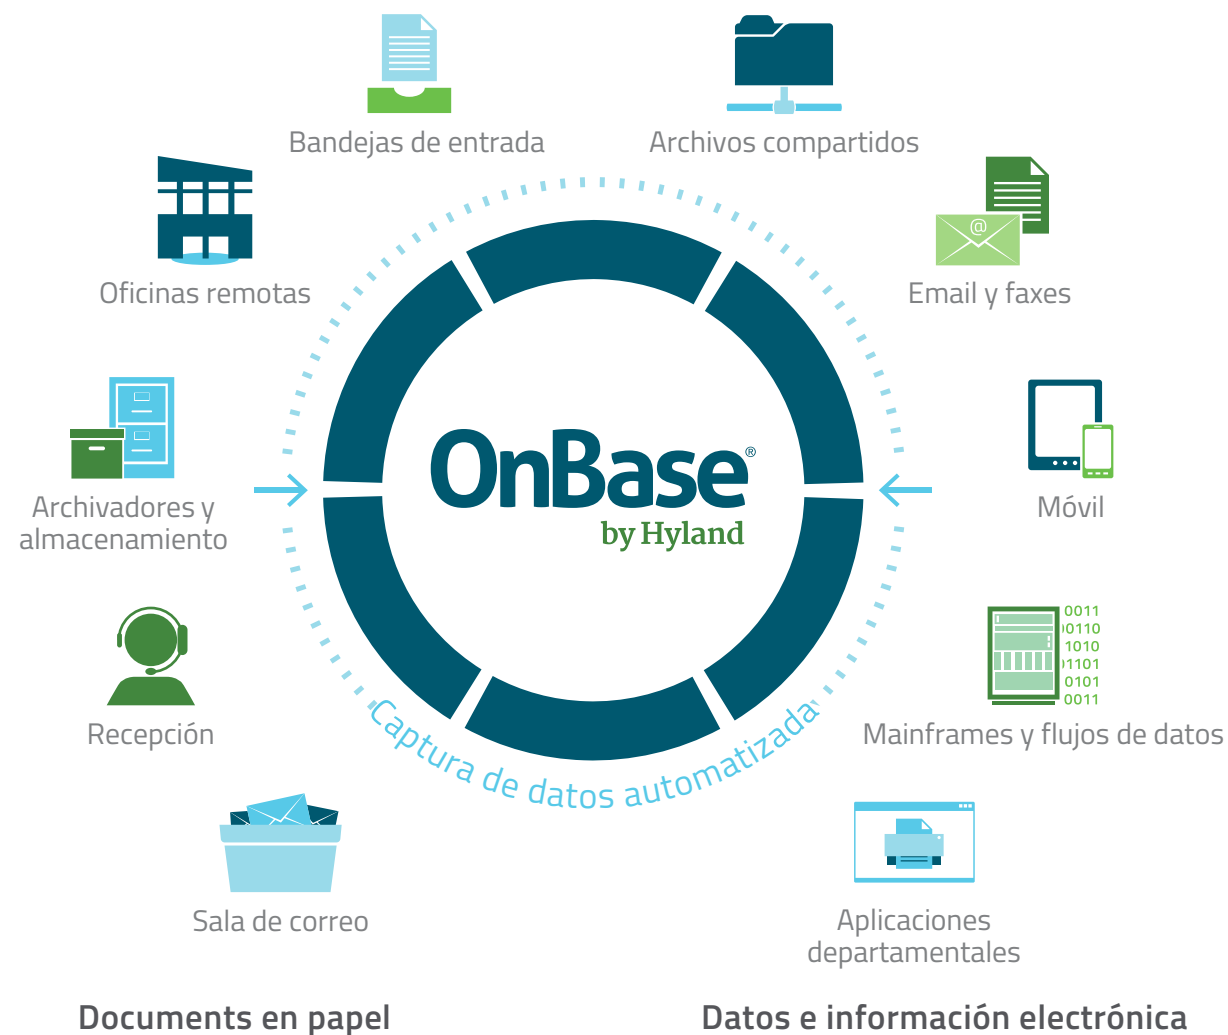 Bandejas de entrada
Archivos compartidos
Oficinas remotas
@
Email y faxes
Archivadores y
almacenamiento
OnBase®
by Hyland
Móvil
Recepción
0011
0110
1010
1101
0101
0011
Mainframes y flujos de datos
Captura de datos automatizada
Sala de correo
Aplicaciones
departamentales
Documents en papel
Datos e información electrónica